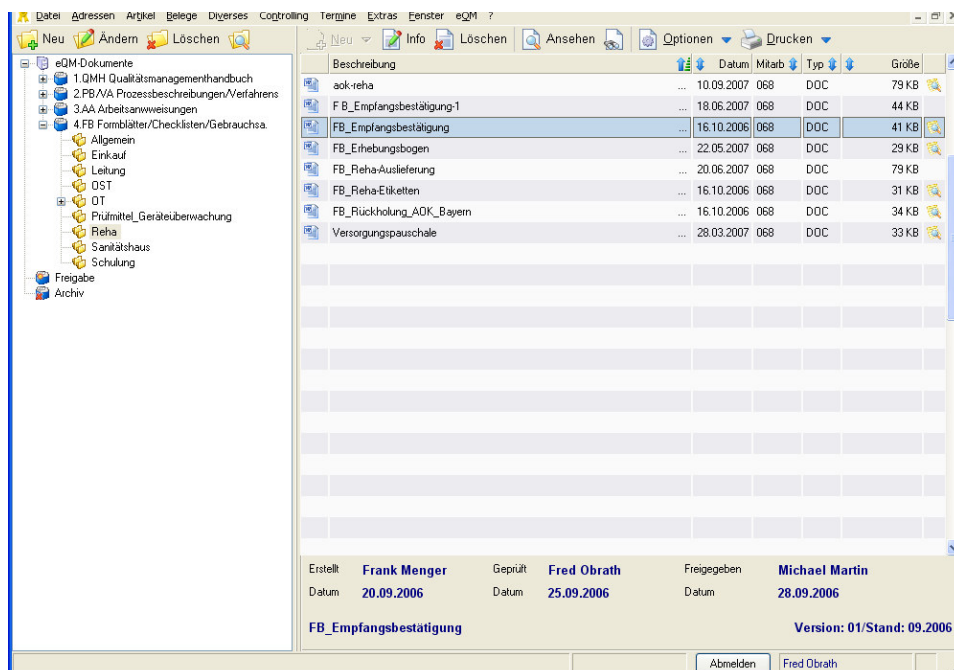 Datei Adressen Artikel Belege Diverses Controlling Termine Extras Fenster eQM ?
Neu Ändern Löschen Neu Info Löschen Ansehen Optionen Drucken
eQM-Dokumente
1.QMH Qualitätsmanagementhandbuch
2.PB/VA Prozessbeschreibungen/Verfahrens
3.AA Arbeitsanwweisungen
4.FB Formblätter/Checklisten/Gebrauchsa.
Allgemein
Einkauf
Leitung
OST
OT
Prüfmittel_Geräteüberwachung
Reha
Sanitätshaus
Schulung
Freigabe
Archiv
Beschreibung Datum Mitarb Typ Größe
aok-reha ... 10.09.2007 068 DOC 79 KB
F B_Empfangsbestätigung-1 ... 18.06.2007 068 DOC 44 KB
FB_Empfangsbestätigung ... 16.10.2006 068 DOC 41 KB
FB_Erhebungsbogen ... 22.05.2007 068 DOC 29 KB
FB_Reha-Auslieferung ... 20.06.2007 068 DOC 79 KB
FB_Reha-Etiketten ... 16.10.2006 068 DOC 31 KB
FB_Rückholung_AOK_Bayern ... 16.10.2006 068 DOC 34 KB
Versorgungspauschale ... 28.03.2007 068 DOC 33 KB
Erstellt Frank Menger Geprüft Fred Obrath Freigegeben Michael Martin
Datum 20.09.2006 Datum 25.09.2006 Datum 28.09.2006
FB_Empfangsbestätigung Version: 01/Stand: 09.2006
Abmelden Fred Obrath